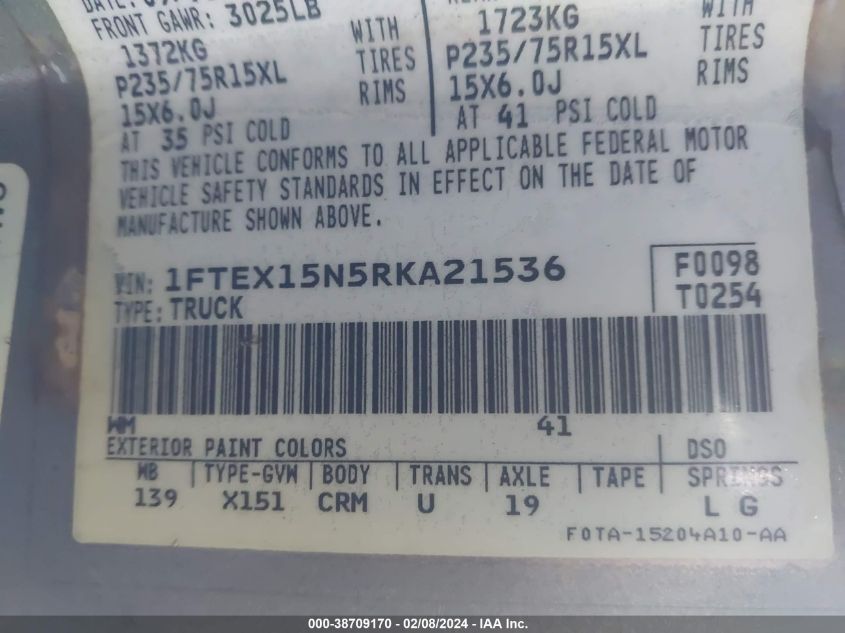 FRONT GAWR: 3025LB
1372KG WITH 1723KG WITH
P235/75R15XL TIRES P235/75R15XL TIRES
15X6.0J RIMS 15X6.0J RIMS
AT 35 PSI COLD AT 41 PSI COLD
THIS VEHICLE CONFORMS TO ALL APPLICABLE FEDERAL MOTOR
VEHICLE SAFETY STANDARDS IN EFFECT ON THE DATE OF
MANUFACTURE SHOWN ABOVE.
VIN: 1FTEX15N5RKA21536 F0098
TYPE: TRUCK T0254
WM 41
EXTERIOR PAINT COLORS DSO
WB TYPE-GVW BODY TRANS AXLE TAPE SPRINGS
139 X151 CRM U 19 L G
F0TA-15204A10-AA
000-38709170 - 02/08/2024 - IAA Inc.